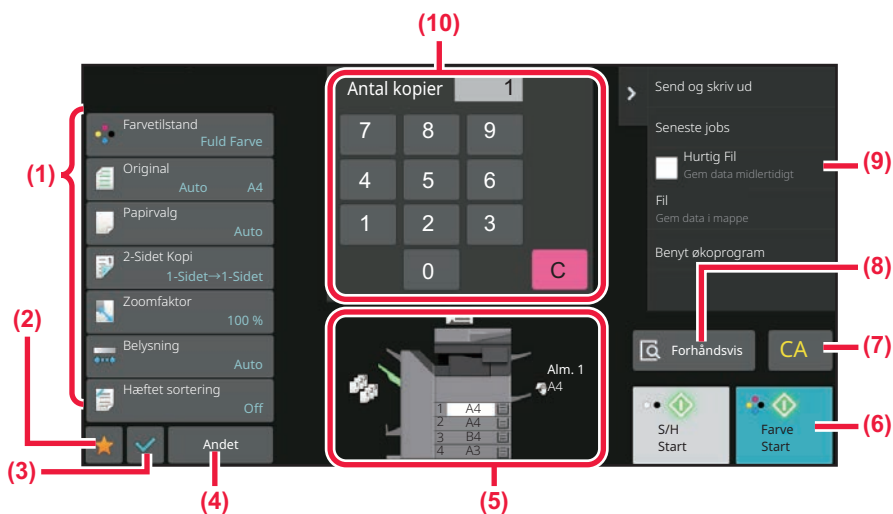 (10)
Antal kopier 1
7 8 9
4 5 6
1 2 3
0 C
(1)
Farvetilstand
Fuld Farve
Original
Auto A4
Papirvalg
Auto
2-Sidet Kopi
1-Sidet→1-Sidet
Zoomfaktor
100 %
Belysning
Auto
Hæftet sortering
Off
(2)
(3)
Andet
(4)
Alm. 1
A4
1 A4
2 A4
3 B4
4 A3
(5)
Send og skriv ud
Seneste jobs
Hurtig Fil
Gem data midlertidigt
(9)
Fil
Gem data i mappe
Benyt økoprogram
(8)
Forhåndsvis
CA
(7)
S/H
Start
Farve
Start
(6)